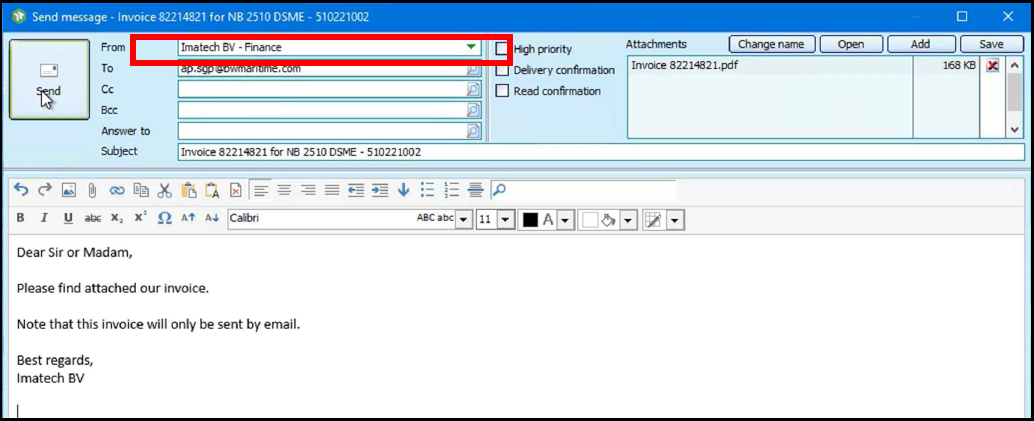 Send message - Invoice 82214821 for NB 2510 DSME - 510221002
Send
From Imatech BV - Finance
To ap.sgp@bwmaritime.com
Cc
Bcc
Answer to
Subject Invoice 82214821 for NB 2510 DSME - 510221002
High priority
Delivery confirmation
Read confirmation
Attachments Change name Open Add Save
Invoice 82214821.pdf 168 KB
B I U abc X₂ X² Ω A A Calibri ABC abc 11 A
Dear Sir or Madam,
Please find attached our invoice.
Note that this invoice will only be sent by email.
Best regards,
Imatech BV